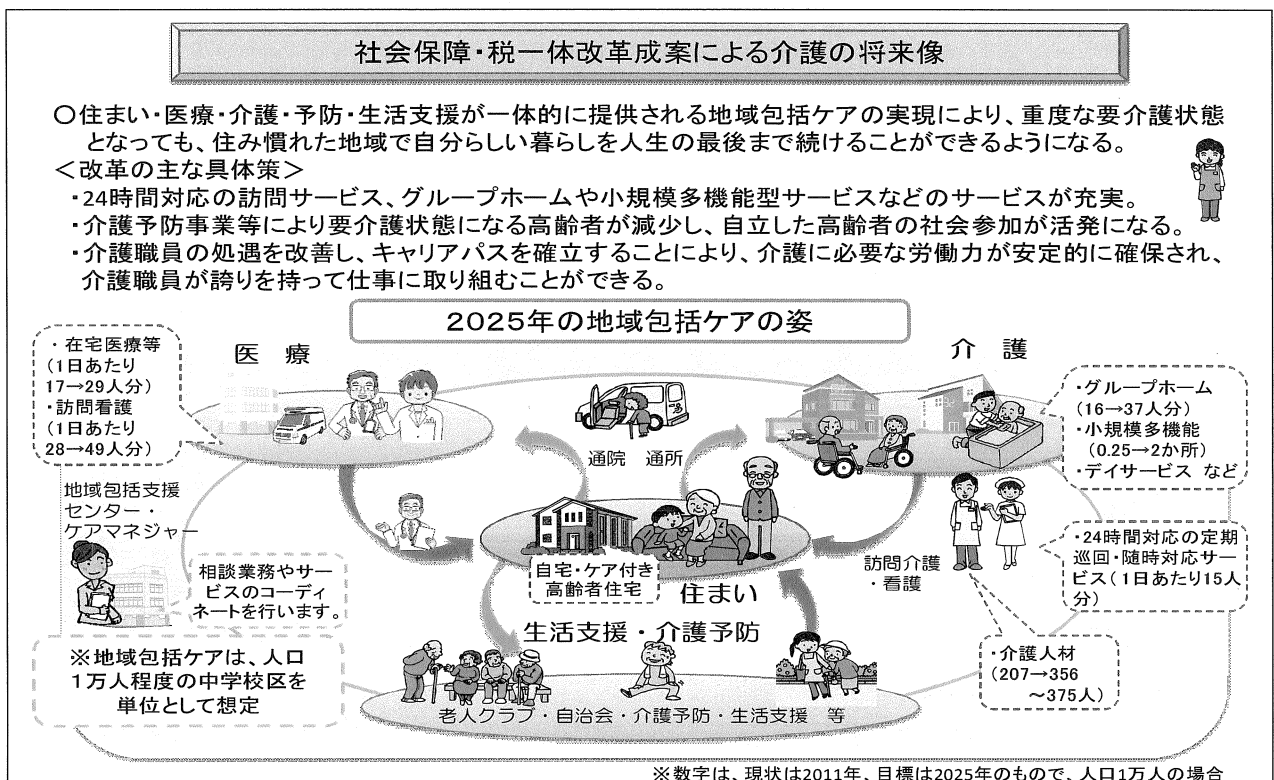 社会保障・税一体改革成案による介護の将来像
○住まい・医療・介護・予防・生活支援が一体的に提供される地域包括ケアの実現により、重度な要介護状態
となっても、住み慣れた地域で自分らしい暮らしを人生の最後まで続けることができるようになる。
＜改革の主な具体策＞
・24時間対応の訪問サービス、グループホームや小規模多機能型サービスなどのサービスが充実。
・介護予防事業等により要介護状態になる高齢者が減少し、自立した高齢者の社会参加が活発になる。
・介護職員の処遇を改善し、キャリアパスを確立することにより、介護に必要な労働力が安定的に確保され、
介護職員が誇りを持って仕事に取り組むことができる。
2025年の地域包括ケアの姿
・在宅医療等
（1日あたり
17→29人分）
・訪問看護
（1日あたり
28→49人分）
医 療
通院 通所
介 護
・グループホーム
（16→37人分）
・小規模多機能
（0.25→2か所）
・デイサービス など
地域包括支援
センター・
ケアマネジャー
相談業務やサー
ビスのコーディ
ネートを行います。
自宅・ケア付き
高齢者住宅
住まい
訪問介護
・看護
・24時間対応の定期
巡回・随時対応サー
ビス（1日あたり15人
分）
生活支援・介護予防
※地域包括ケアは、人口
1万人程度の中学校区を
単位として想定
・介護人材
（207→356
～375人）
老人クラブ・自治会・介護予防・生活支援 等
※数字は、現状は2011年、目標は2025年のもので、人口1万人の場合